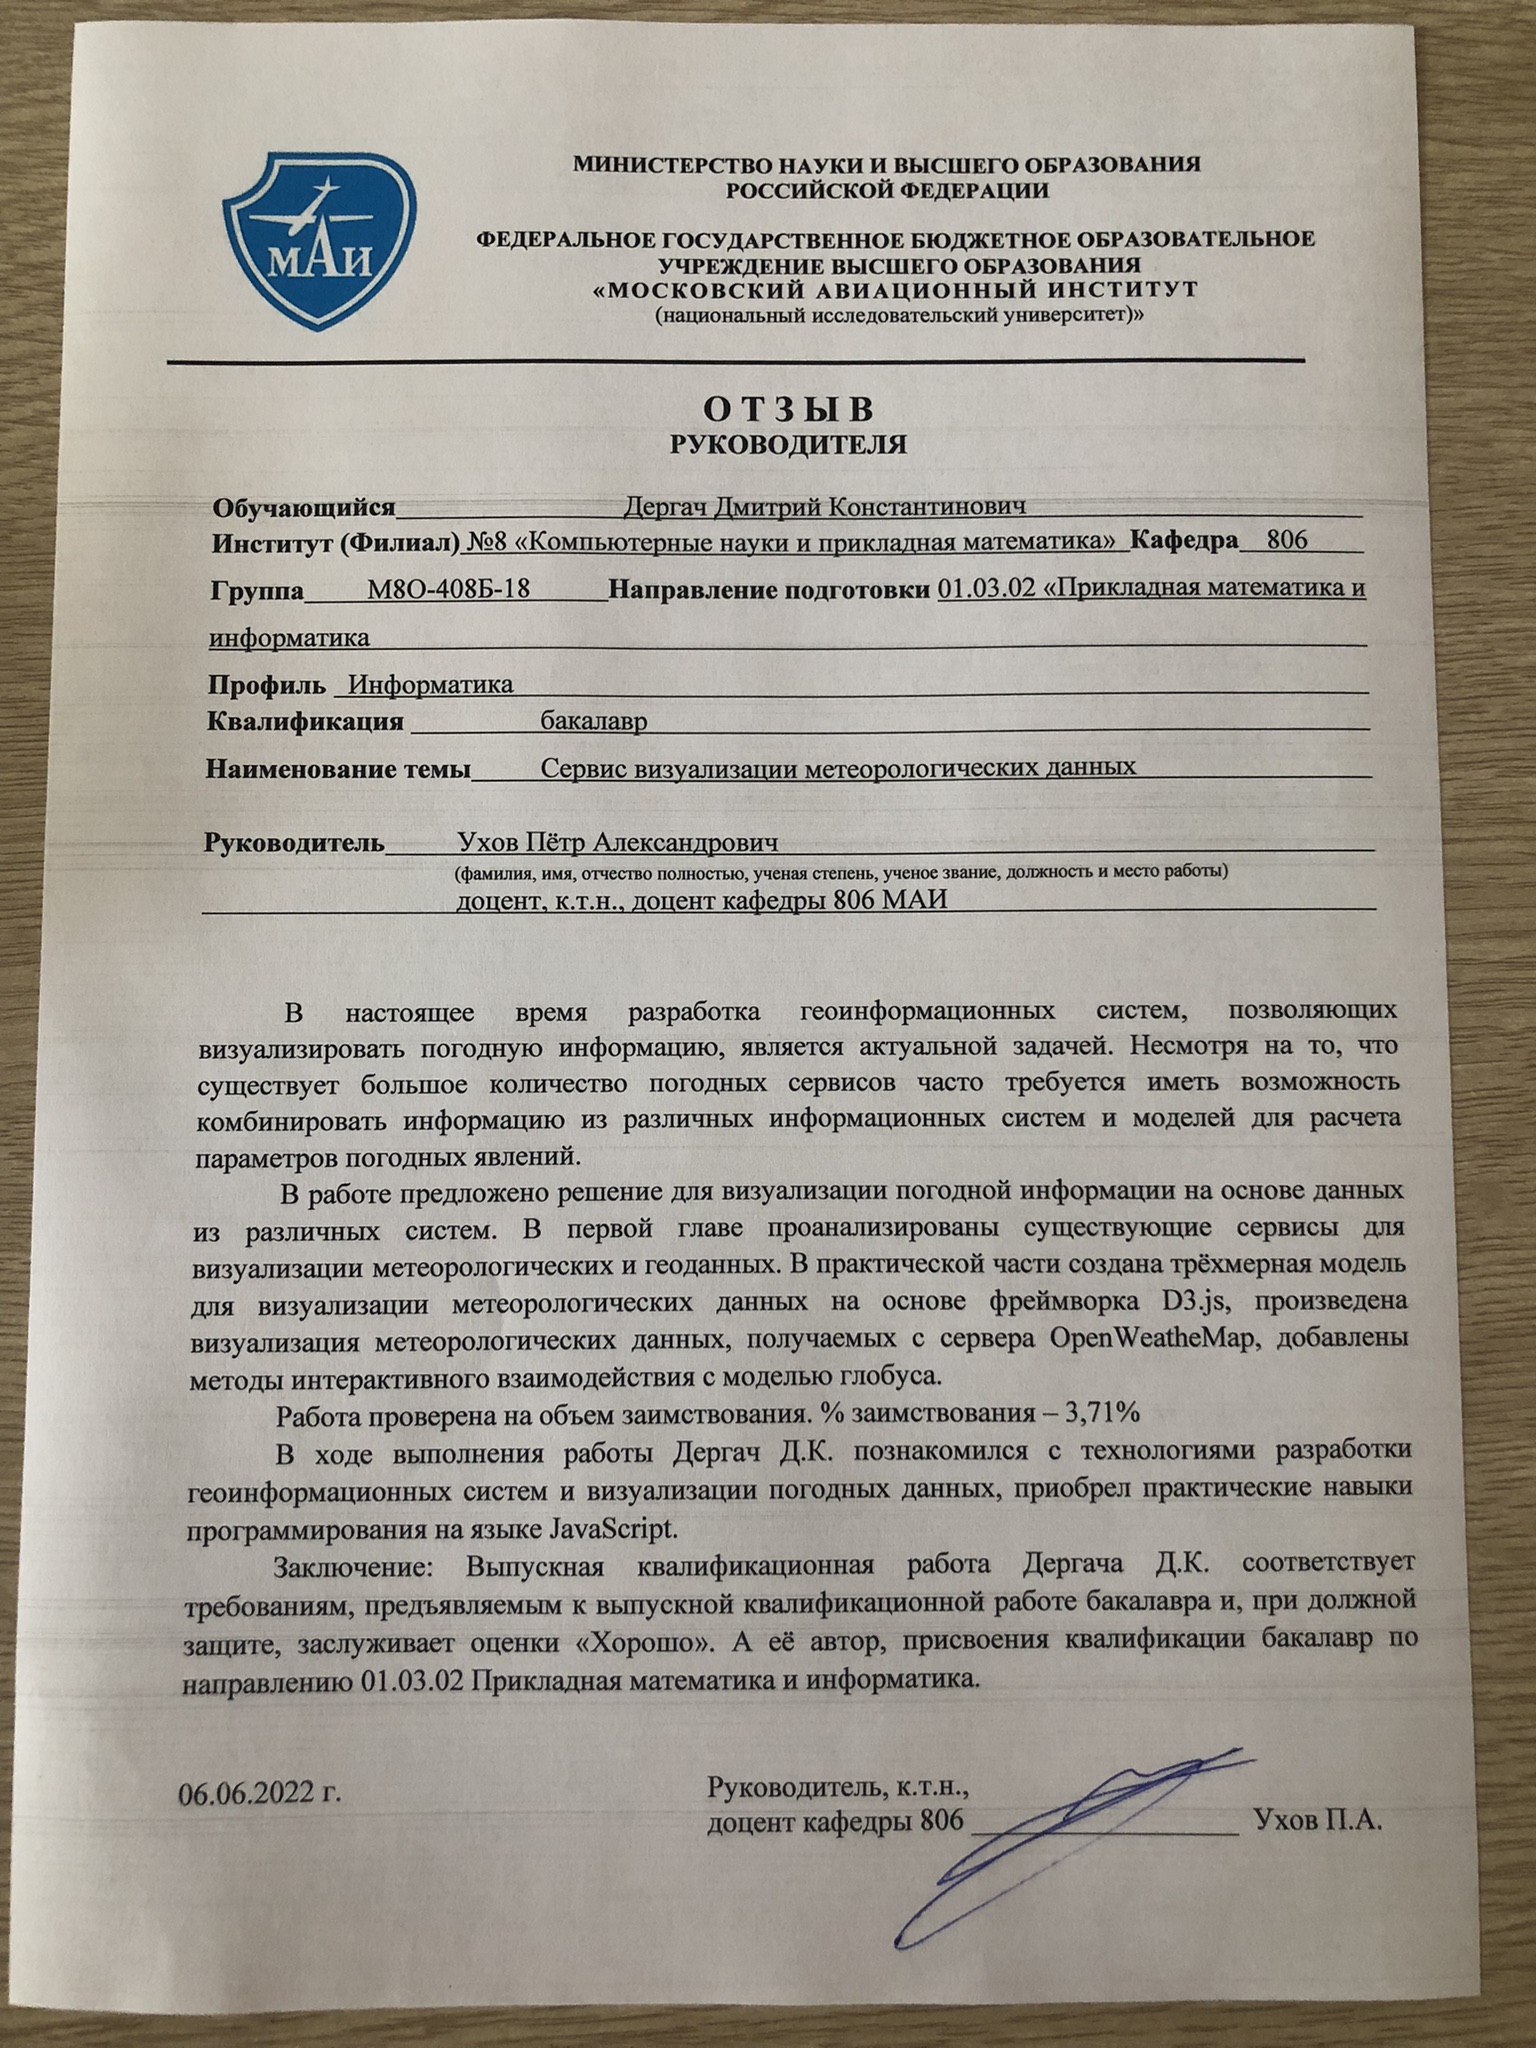 МИНИСТЕРСТВО НАУКИ И ВЫСШЕГО ОБРАЗОВАНИЯ
РОССИЙСКОЙ ФЕДЕРАЦИИ
ФЕДЕРАЛЬНОЕ ГОСУДАРСТВЕННОЕ БЮДЖЕТНОЕ ОБРАЗОВАТЕЛЬНОЕ
УЧРЕЖДЕНИЕ ВЫСШЕГО ОБРАЗОВАНИЯ
«МОСКОВСКИЙ АВИАЦИОННЫЙ ИНСТИТУТ
(национальный исследовательский университет)»
МАИ
О Т З Ы В
РУКОВОДИТЕЛЯ
Обучающийся Дергач Дмитрий Константинович
Институт (Филиал) №8 «Компьютерные науки и прикладная математика» Кафедра 806
Группа М8О-408Б-18 Направление подготовки 01.03.02 «Прикладная математика и
информатика
Профиль Информатика
Квалификация бакалавр
Наименование темы Сервис визуализации метеорологических данных
Руководитель Ухов Пётр Александрович
(фамилия, имя, отчество полностью, ученая степень, ученое звание, должность и место работы)
доцент, к.т.н., доцент кафедры 806 МАИ
В настоящее время разработка геоинформационных систем, позволяющих
визуализировать погодную информацию, является актуальной задачей. Несмотря на то, что
существует большое количество погодных сервисов часто требуется иметь возможность
комбинировать информацию из различных информационных систем и моделей для расчета
параметров погодных явлений.
В работе предложено решение для визуализации погодной информации на основе данных
из различных систем. В первой главе проанализированы существующие сервисы для
визуализации метеорологических и геоданных. В практической части создана трёхмерная модель
для визуализации метеорологических данных на основе фреймворка D3.js, произведена
визуализация метеорологических данных, получаемых с сервера OpenWeatheMap, добавлены
методы интерактивного взаимодействия с моделью глобуса.
Работа проверена на объем заимствования. % заимствования – 3,71%
В ходе выполнения работы Дергач Д.К. познакомился с технологиями разработки
геоинформационных систем и визуализации погодных данных, приобрел практические навыки
программирования на языке JavaScript.
Заключение: Выпускная квалификационная работа Дергача Д.К. соответствует
требованиям, предъявляемым к выпускной квалификационной работе бакалавра и, при должной
защите, заслуживает оценки «Хорошо». А её автор, присвоения квалификации бакалавр по
направлению 01.03.02 Прикладная математика и информатика.
06.06.2022 г.
Руководитель, к.т.н.,
доцент кафедры 806 Ухов П.А.